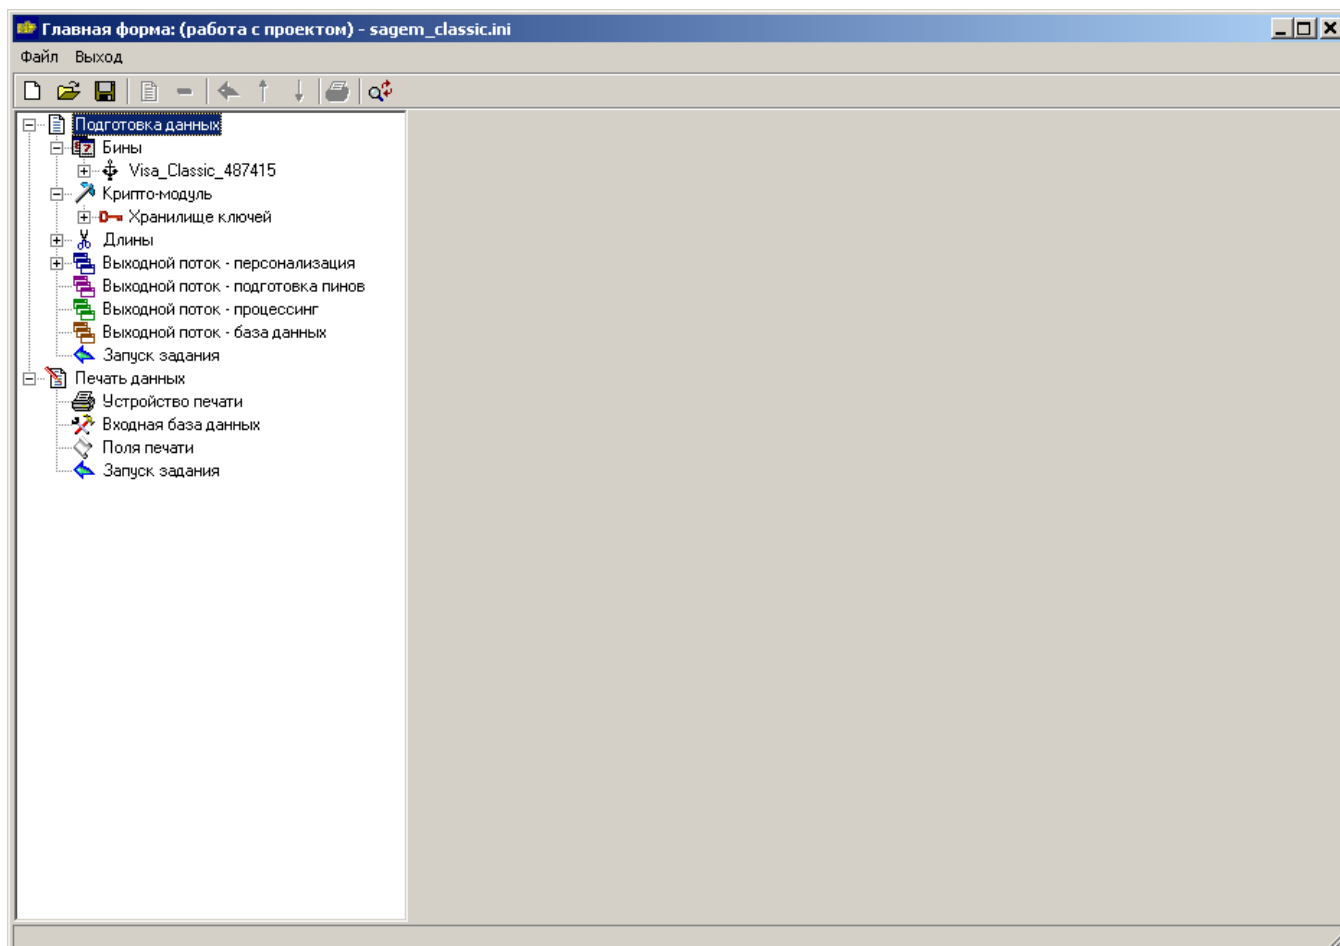 Главная форма: (работа с проектом) - sagem_classic.ini
Файл Выход
Подготовка данных
Бины
Visa_Classic_487415
Крипто-модуль
Хранилище ключей
Длины
Выходной поток - персонализация
Выходной поток - подготовка пинов
Выходной поток - процессинг
Выходной поток - база данных
Запуск задания
Печать данных
Устройство печати
Входная база данных
Поля печати
Запуск задания